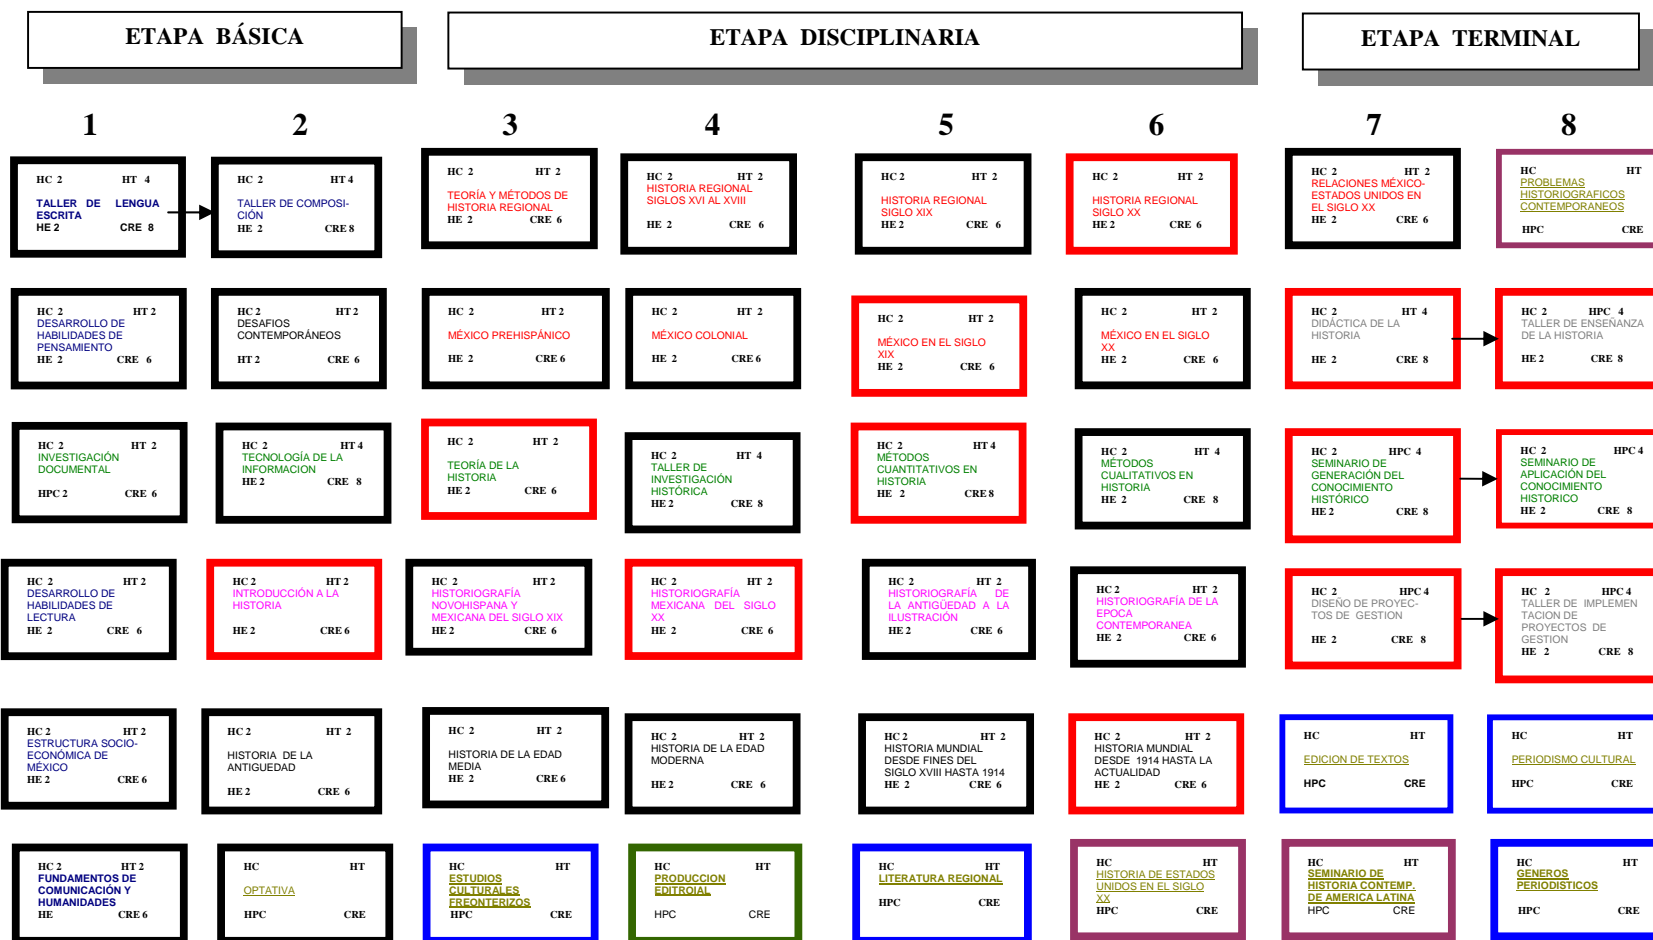 ETAPA BÁSICA
ETAPA DISCIPLINARIA
ETAPA TERMINAL
1
2
3
4
5
6
7
8
HC 2 HT 4
TALLER DE LENGUA
ESCRITA
HE 2 CRE 8
HC 2 HT 4
TALLER DE COMPOSI-
CIÓN
HE 2 CRE 8
HC 2 HT 2
TEORÍA Y MÉTODOS DE
HISTORIA REGIONAL
HE 2 CRE 6
HC 2 HT 2
HISTORIA REGIONAL
SIGLOS XVI AL XVIII
HE 2 CRE 6
HC 2 HT 2
HISTORIA REGIONAL
SIGLO XIX
HE 2 CRE 6
HC 2 HT 2
HISTORIA REGIONAL
SIGLO XX
HE 2 CRE 6
HC 2 HT 2
RELACIONES MÉXICO-
ESTADOS UNIDOS EN
EL SIGLO XX
HE 2 CRE 6
HC HT
PROBLEMAS
HISTORIOGRAFICOS
CONTEMPORANEOS
HPC CRE
HC 2 HT 2
DESARROLLO DE
HABILIDADES DE
PENSAMIENTO
HE 2 CRE 6
HC 2 HT 2
DESAFIOS
CONTEMPORÁNEOS
HT 2 CRE 6
HC 2 HT 2
MÉXICO PREHISPÁNICO
HE 2 CRE 6
HC 2 HT 2
MÉXICO COLONIAL
HE 2 CRE 6
HC 2 HT 2
MÉXICO EN EL SIGLO
XIX
HE 2 CRE 6
HC 2 HT 2
MÉXICO EN EL SIGLO
XX
HE 2 CRE 6
HC 2 HT 4
DIDÁCTICA DE LA
HISTORIA
HE 2 CRE 8
HC 2 HPC 4
TALLER DE ENSEÑANZA
DE LA HISTORIA
HE 2 CRE 8
HC 2 HT 2
INVESTIGACIÓN
DOCUMENTAL
HPC 2 CRE 6
HC 2 HT 4
TECNOLOGÍA DE LA
INFORMACION
HE 2 CRE 8
HC 2 HT 2
TEORÍA DE LA
HISTORIA
HE 2 CRE 6
HC 2 HT 4
TALLER DE
INVESTIGACIÓN
HISTÓRICA
HE 2 CRE 8
HC 2 HT 4
MÉTODOS
CUANTITATIVOS EN
HISTORIA
HE 2 CRE 8
HC 2 HT 4
MÉTODOS
CUALITATIVOS EN
HISTORIA
HE 2 CRE 8
HC 2 HPC 4
SEMINARIO DE
GENERACIÓN DEL
CONOCIMIENTO
HISTÓRICO
HE 2 CRE 8
HC 2 HPC 4
SEMINARIO DE
APLICACIÓN DEL
CONOCIMIENTO
HISTORICO
HE 2 CRE 8
HC 2 HT 2
DESARROLLO DE
HABILIDADES DE
LECTURA
HE 2 CRE 6
HC 2 HT 2
INTRODUCCIÓN A LA
HISTORIA
HE 2 CRE 6
HC 2 HT 2
HISTORIOGRAFÍA
NOVOHISPANA Y
MEXICANA DEL SIGLO XIX
HE 2 CRE 6
HC 2 HT 2
HISTORIOGRAFÍA
MEXICANA DEL SIGLO
XX
HE 2 CRE 6
HC 2 HT 2
HISTORIOGRAFÍA DE
LA ANTIGÜEDAD A LA
ILUSTRACIÓN
HE 2 CRE 6
HC 2 HT 2
HISTORIOGRAFÍA DE LA
EPOCA
CONTEMPORANEA
HE 2 CRE 6
HC 2 HPC 4
DISEÑO DE PROYEC-
TOS DE GESTION
HE 2 CRE 8
HC 2 HPC 4
TALLER DE IMPLEMEN
TACION DE
PROYECTOS DE
GESTION
HE 2 CRE 8
HC 2 HT 2
ESTRUCTURA SOCIO-
ECONÓMICA DE
MÉXICO
HE 2 CRE 6
HC 2 HT 2
HISTORIA DE LA
ANTIGUEDAD
HE 2 CRE 6
HC 2 HT 2
HISTORIA DE LA EDAD
MEDIA
HE 2 CRE 6
HC 2 HT 2
HISTORIA DE LA EDAD
MODERNA
HE 2 CRE 6
HC 2 HT 2
HISTORIA MUNDIAL
DESDE FINES DEL
SIGLO XVIII HASTA 1914
HE 2 CRE 6
HC 2 HT 2
HISTORIA MUNDIAL
DESDE 1914 HASTA LA
ACTUALIDAD
HE 2 CRE 6
HC HT
EDICION DE TEXTOS
HPC CRE
HC HT
PERIODISMO CULTURAL
HPC CRE
HC 2 HT 2
FUNDAMENTOS DE
COMUNICACIÓN Y
HUMANIDADES
HE CRE 6
HC HT
OPTATIVA
HPC CRE
HC HT
ESTUDIOS
CULTURALES
FREONTERIZOS
HPC CRE
HC HT
PRODUCCION
EDITROIAL
HPC CRE
HC HT
LITERATURA REGIONAL
HPC CRE
HC HT
HISTORIA DE ESTADOS
UNIDOS EN EL SIGLO
XX
HPC CRE
HC HT
SEMINARIO DE
HISTORIA CONTEMP.
DE AMERICA LATINA
HPC CRE
HC HT
GENEROS
PERIODISTICOS
HPC CRE